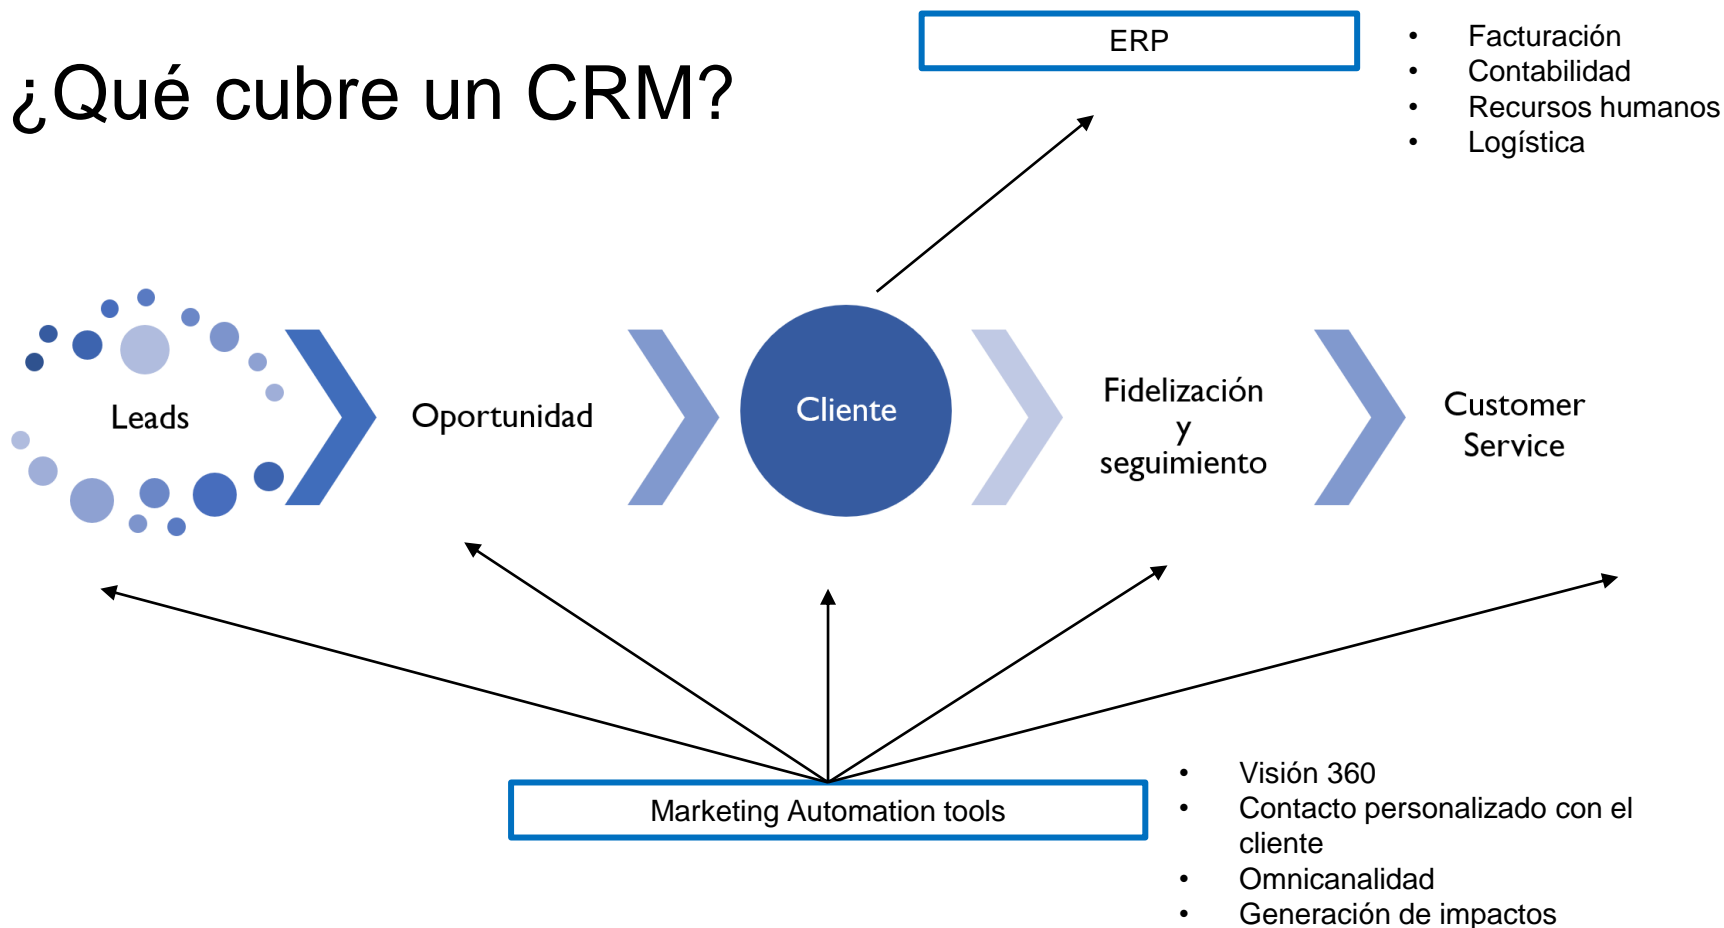 ¿Qué cubre un CRM?
ERP
• Facturación
• Contabilidad
• Recursos humanos
• Logística
Leads
Oportunidad
Cliente
Fidelización
y
seguimiento
Customer
Service
Marketing Automation tools
• Visión 360
• Contacto personalizado con el
cliente
• Omnicanalidad
• Generación de impactos